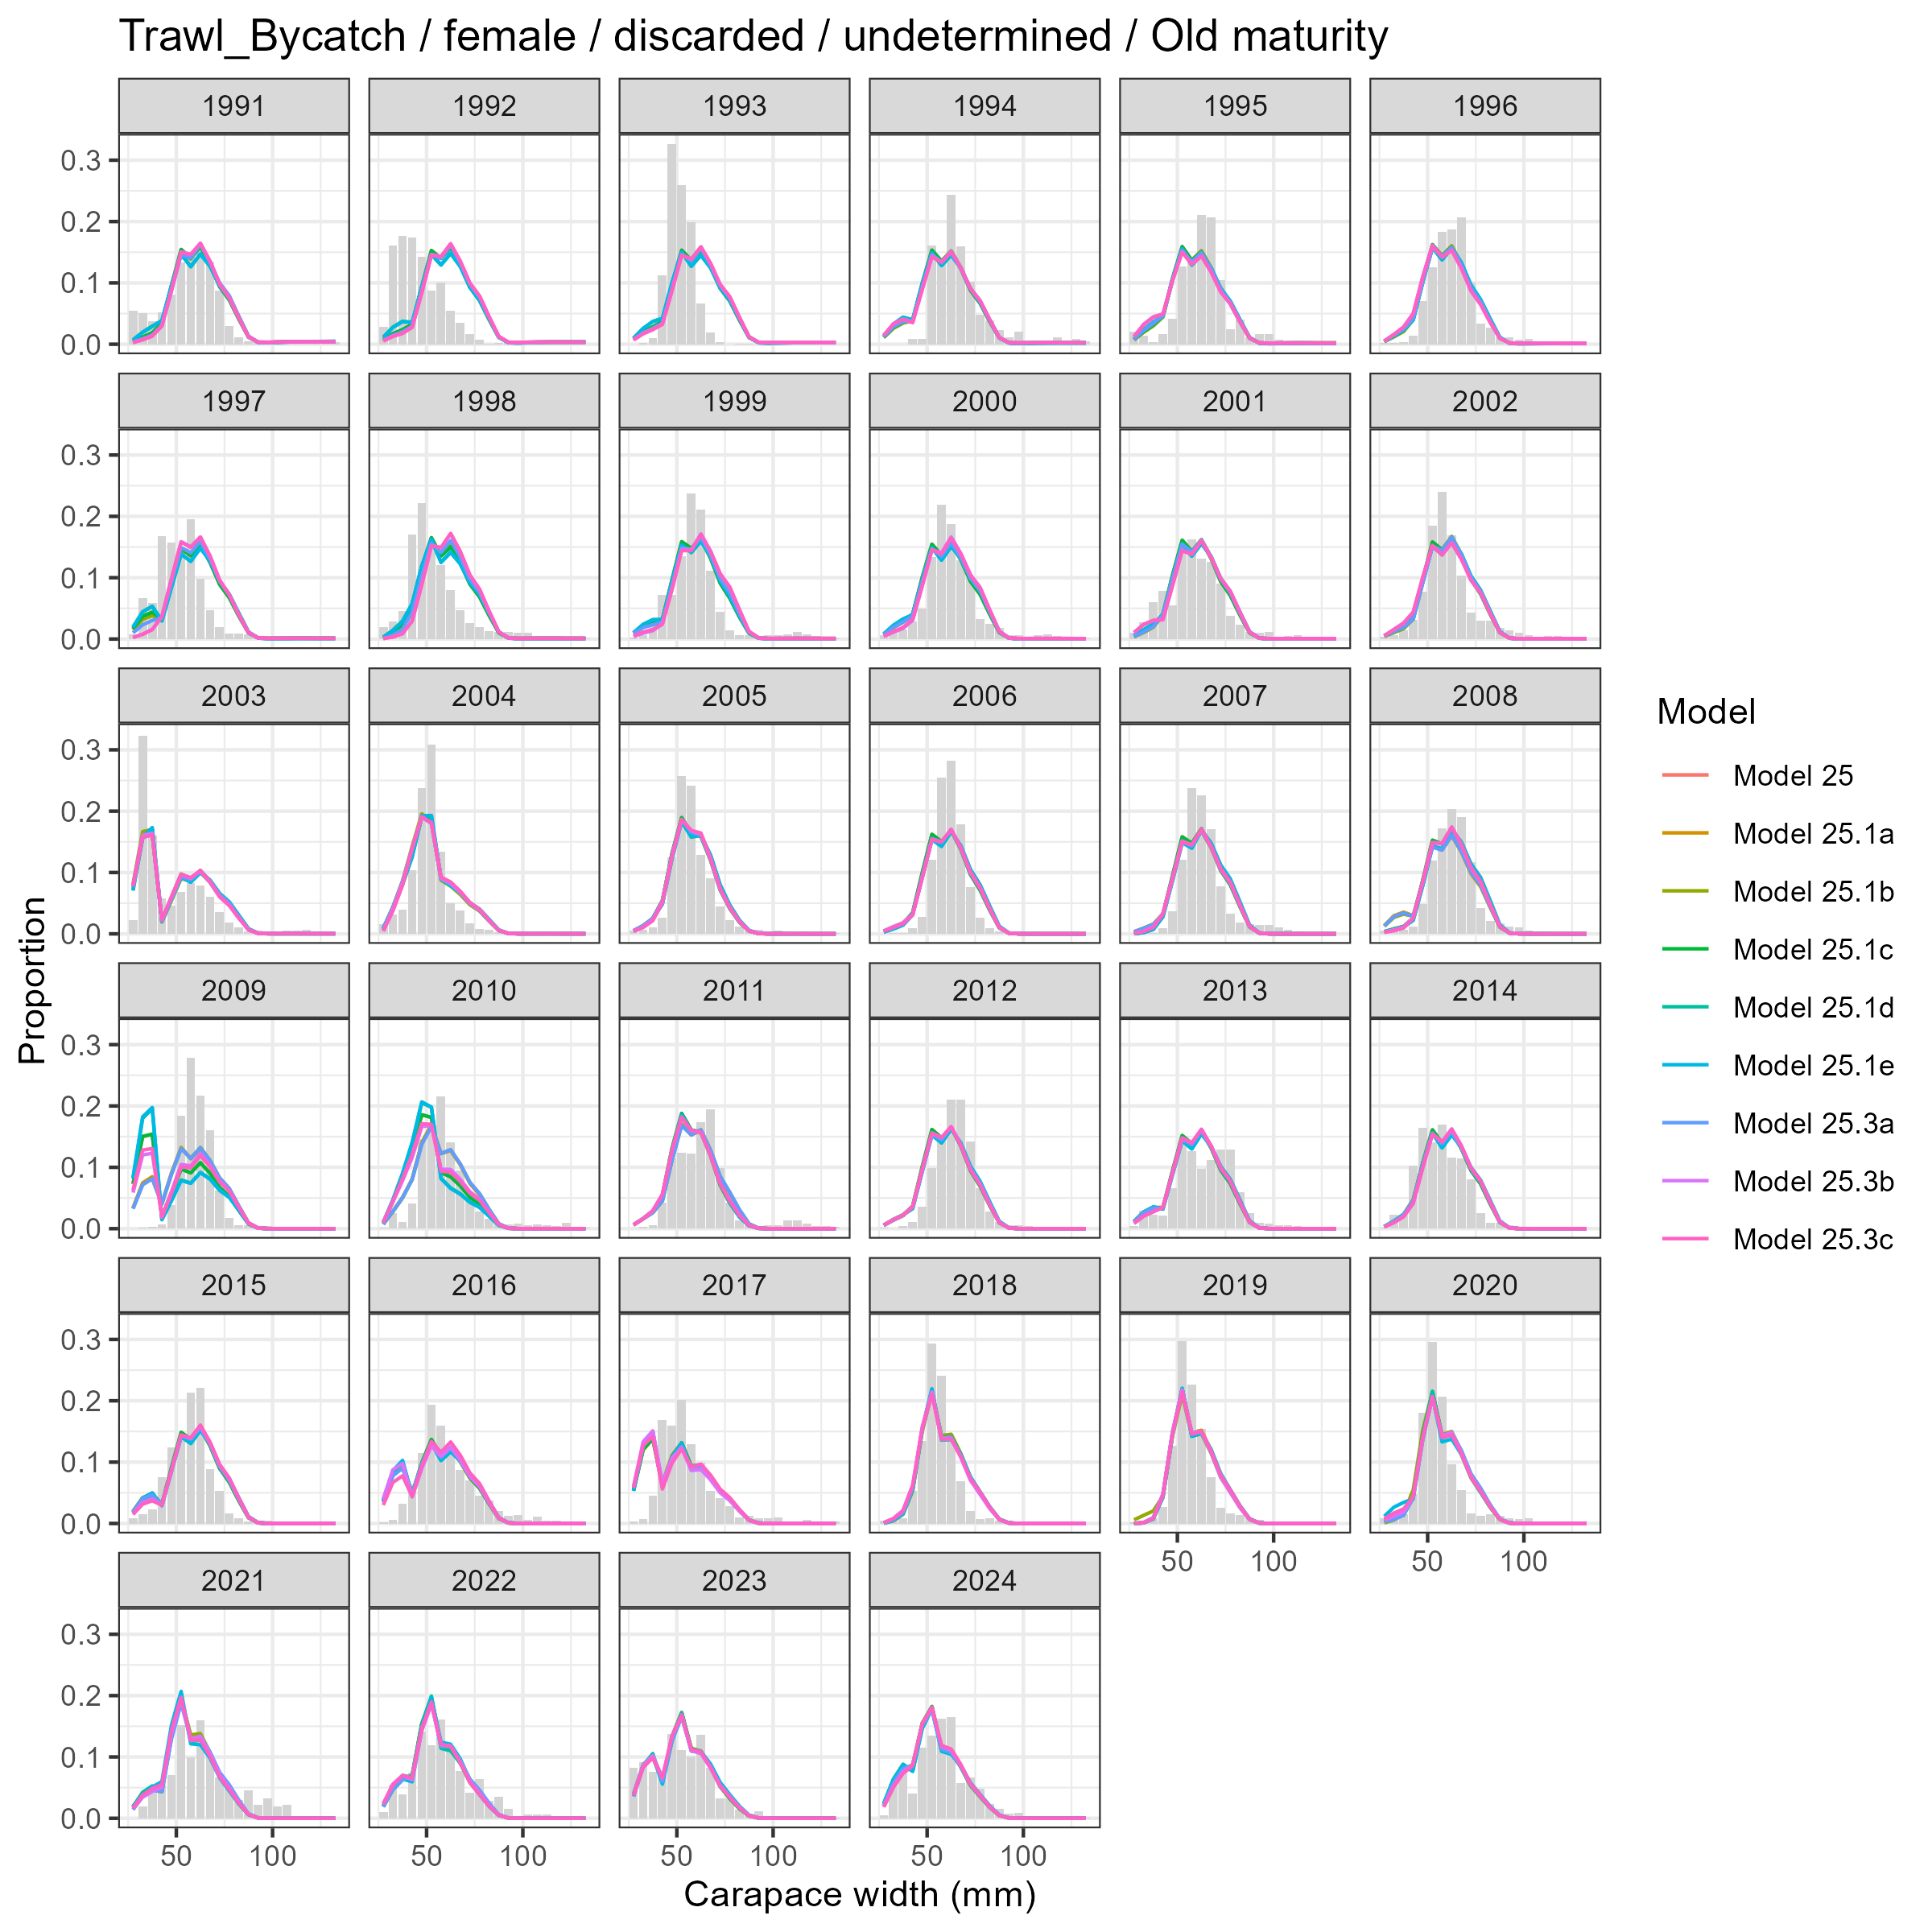 Trawl_Bycatch / female / discarded / undetermined / Old maturity
1991 1992 1993 1994 1995 1996
0.3
0.2
0.1
0.0
1997 1998 1999 2000 2001 2002
0.3
0.2
0.1
0.0
2003 2004 2005 2006 2007 2008
0.3
0.2
0.1
0.0
2009 2010 2011 2012 2013 2014
0.3
0.2
0.1
0.0
2015 2016 2017 2018 2019 2020
0.3
0.2
0.1
0.0
50 100 50 100
2021 2022 2023 2024
0.3
0.2
0.1
0.0
50 100 50 100 50 100 50 100
Carapace width (mm)
Proportion
Model
Model 25
Model 25.1a
Model 25.1b
Model 25.1c
Model 25.1d
Model 25.1e
Model 25.3a
Model 25.3b
Model 25.3c